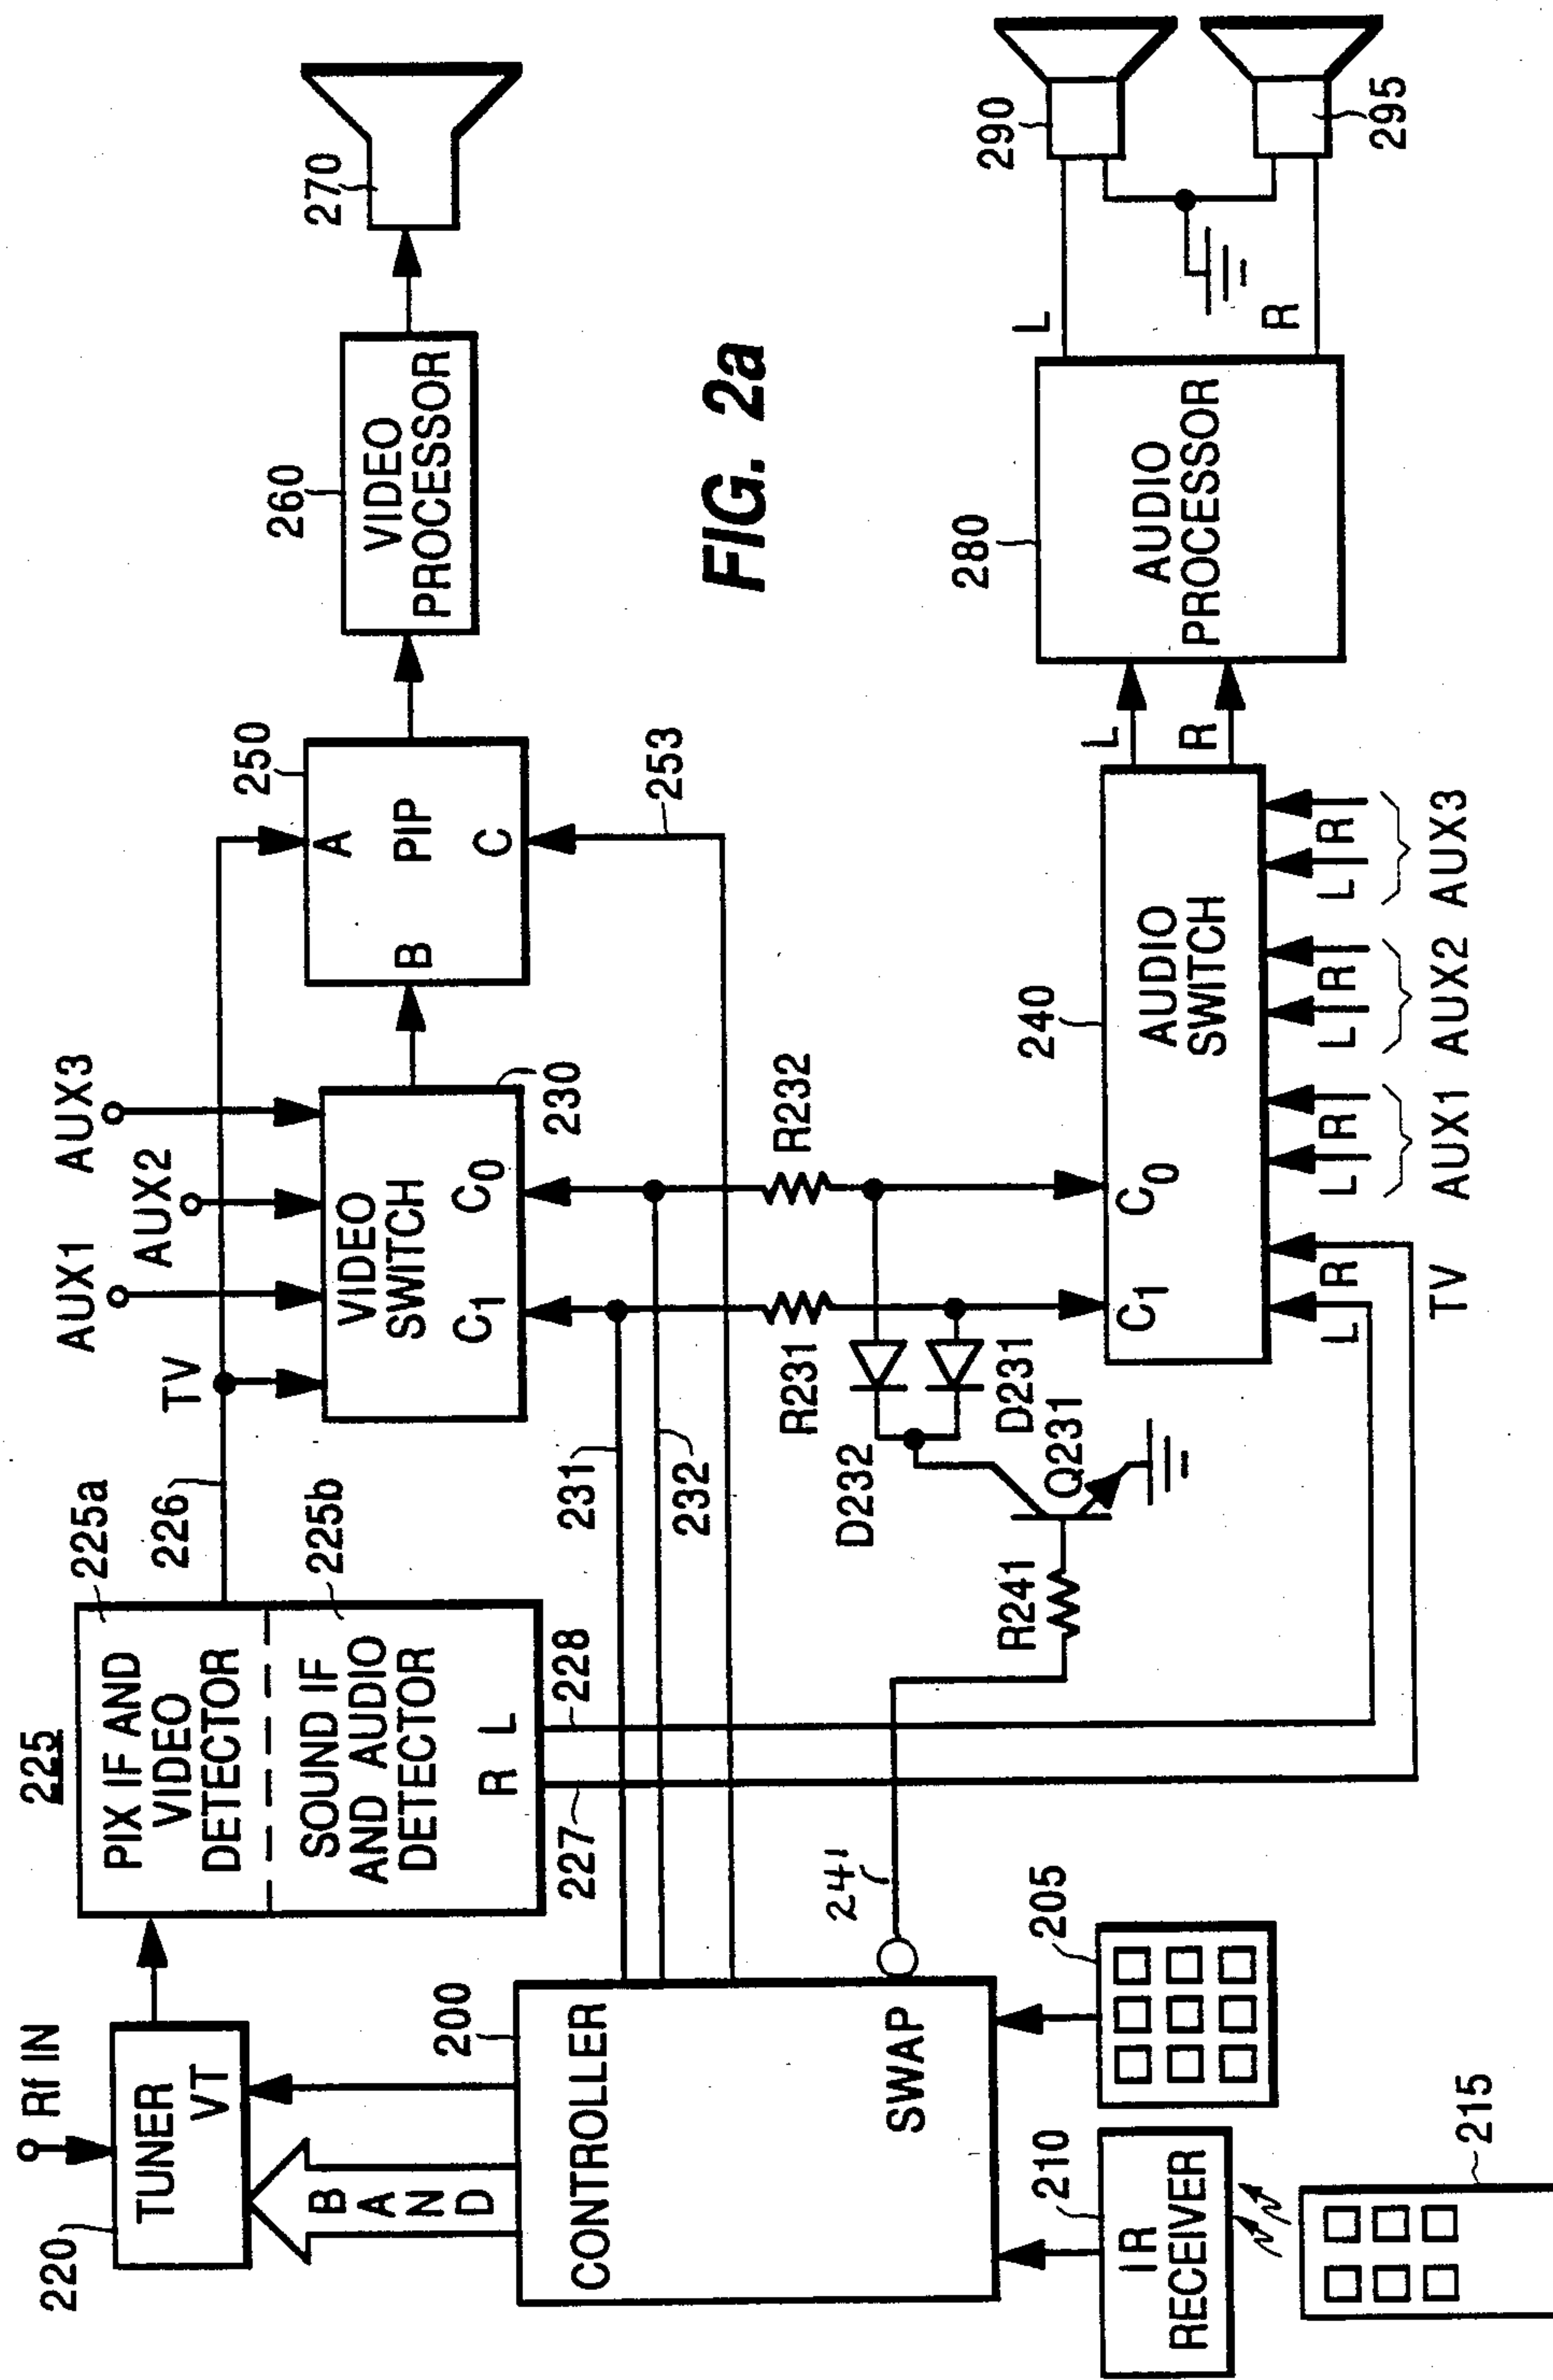 FIG. 2a
Rf IN
220
TUNER
VT
BAND
225
PIX IF AND
VIDEO
DETECTOR
225a
SOUND IF
AND AUDIO
DETECTOR
225b
R L
226
227
228
TV
AUX1
AUX2
AUX3
VIDEO
SWITCH
C1 C0
230
250
A
B
PIP
C
253
260
VIDEO
PROCESSOR
270
200
CONTROLLER
SWAP
231
232
241
R231
R232
D232
D231
Q231
R241
210
IR
RECEIVER
205
215
240
C1 C0
AUDIO
SWITCH
L R
TV
L R
AUX1
L R
AUX2
L R
AUX3
L
R
280
AUDIO
PROCESSOR
L
R
290
295